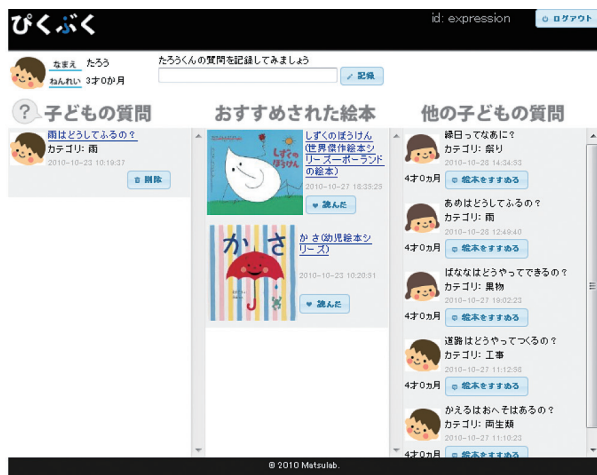 ぴくぶく
id: expression
ログアウト
なまえ たろう
ねんれい 3才0か月
たろうくんの質問を記録してみましょう
記録
? 子どもの質問
雨はどうしてふるの?
カテゴリ: 雨
2010-10-23 10:19:37
削除
おすすめされた絵本
しずくのぼうけん
(世界傑作絵本シ
リーズーポーランド
の絵本)
2010-10-27 18:35:25
読んだ
かさ
か さ(幼児絵本シ
リーズ)
2010-10-23 10:20:51
読んだ
他の子どもの質問
縁日ってなあに?
カテゴリ: 祭り
2010-10-28 14:34:53
4才0ヵ月 絵本をすすめる
あめはどうしてふるの?
カテゴリ: 雨
2010-10-28 12:49:40
4才0ヵ月 絵本をすすめる
ばななはどうやってできるの?
カテゴリ: 果物
2010-10-27 19:02:23
4才0ヵ月 絵本をすすめる
道路はどうやってつくるの?
カテゴリ: 工事
2010-10-27 11:12:58
4才0ヵ月 絵本をすすめる
かえるはおへそはあるの?
カテゴリ: 両生類
2010-10-27 11:10:23
4才0ヵ月 絵本をすすめる
© 2010 Matsulab.